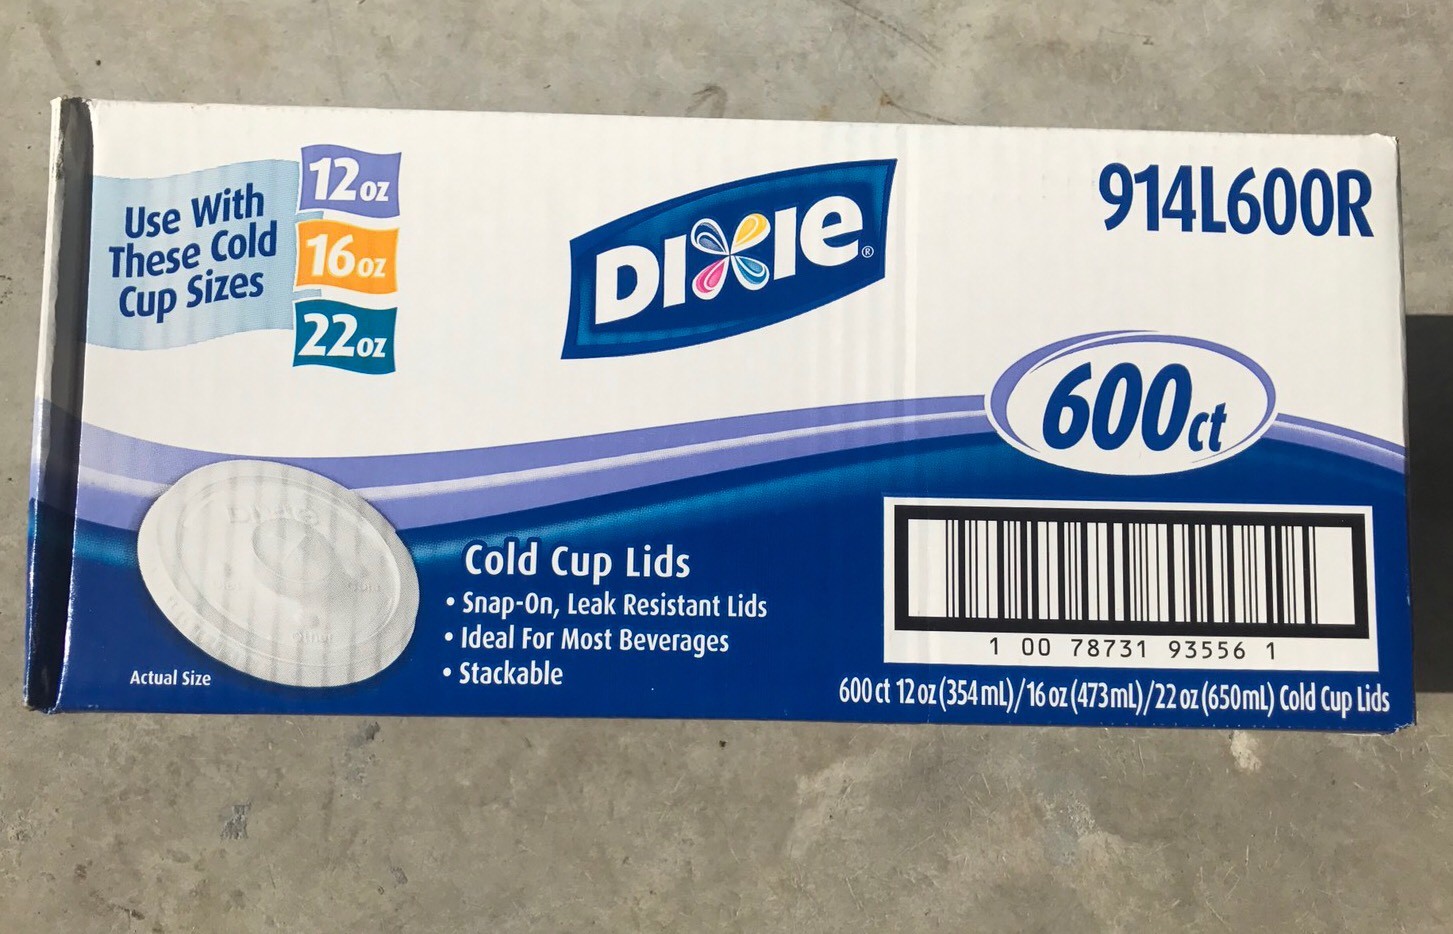 Use With
These Cold
Cup Sizes
12oz
16oz
22oz
DIXIE®
914L600R
600ct
Dixie
Other
Cold Cup Lids
• Snap-On, Leak Resistant Lids
• Ideal For Most Beverages
• Stackable
Actual Size
1 00 78731 93556 1
600 ct 12 oz (354 mL)/16 oz (473 mL)/22 oz (650 mL) Cold Cup Lids